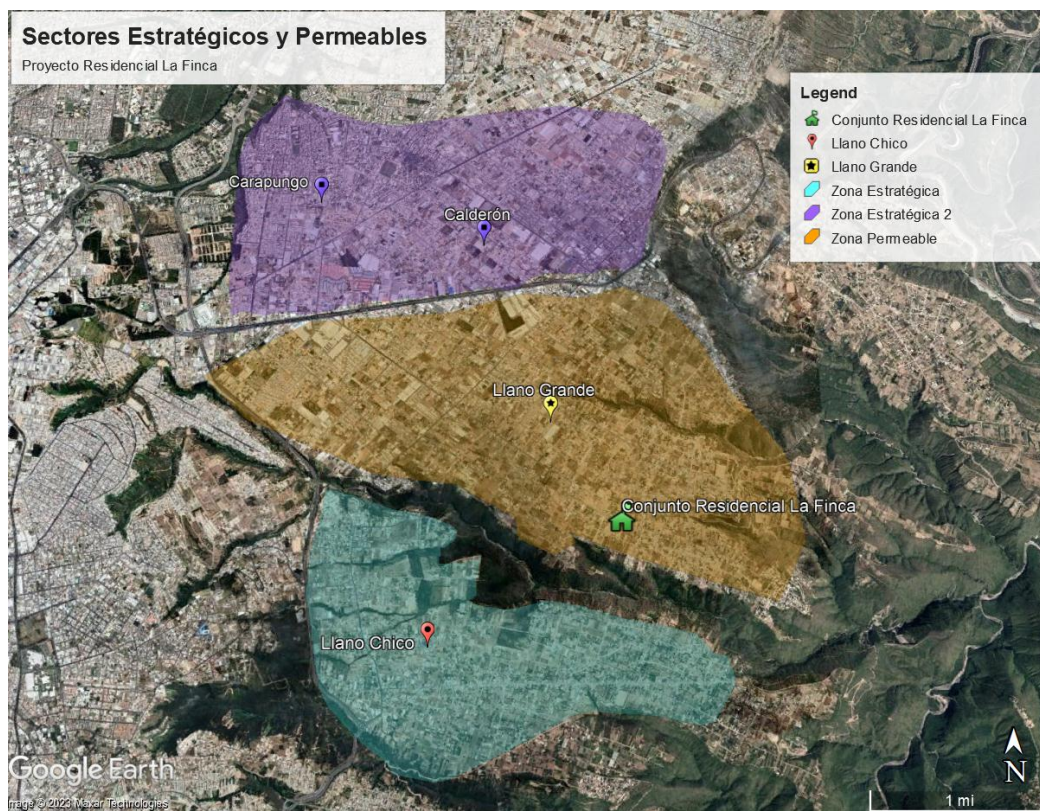 Sectores Estratégicos y Permeables
Proyecto Residencial La Finca
Legend
Conjunto Residencial La Finca
Llano Chico
Llano Grande
Zona Estratégica
Zona Estratégica 2
Zona Permeable
Carapungo
Calderón
Llano Grande
Conjunto Residencial La Finca
Llano Chico
Google Earth
Image © 2023 Maxar Technologies
N
1 mi